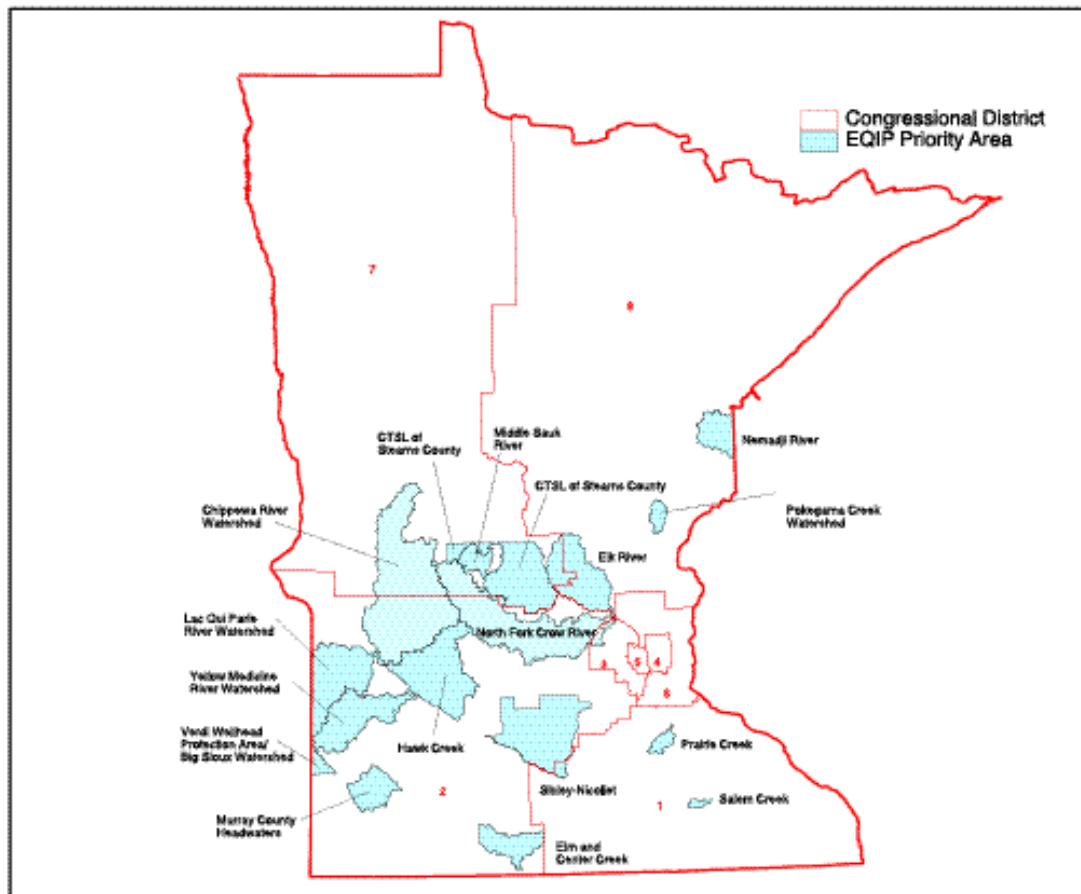 Congressional District
EQIP Priority Area
7
8
Nemadji River
CTSL of
Stearns County
Middle Sauk
River
CTSL of Stearns County
Pokegama Creek
Watershed
Chippewa River
Watershed
Elk River
Lac Qui Parle
River Watershed
North Fork Crow River
3
5
4
6
Yellow Medicine
River Watershed
Verdi Wellhead
Protection Area/
Big Sioux Watershed
Hawk Creek
Prairie Creek
2
Sibley-Nicollet
1
Salem Creek
Murray County
Headwaters
Elm and
Center Creek